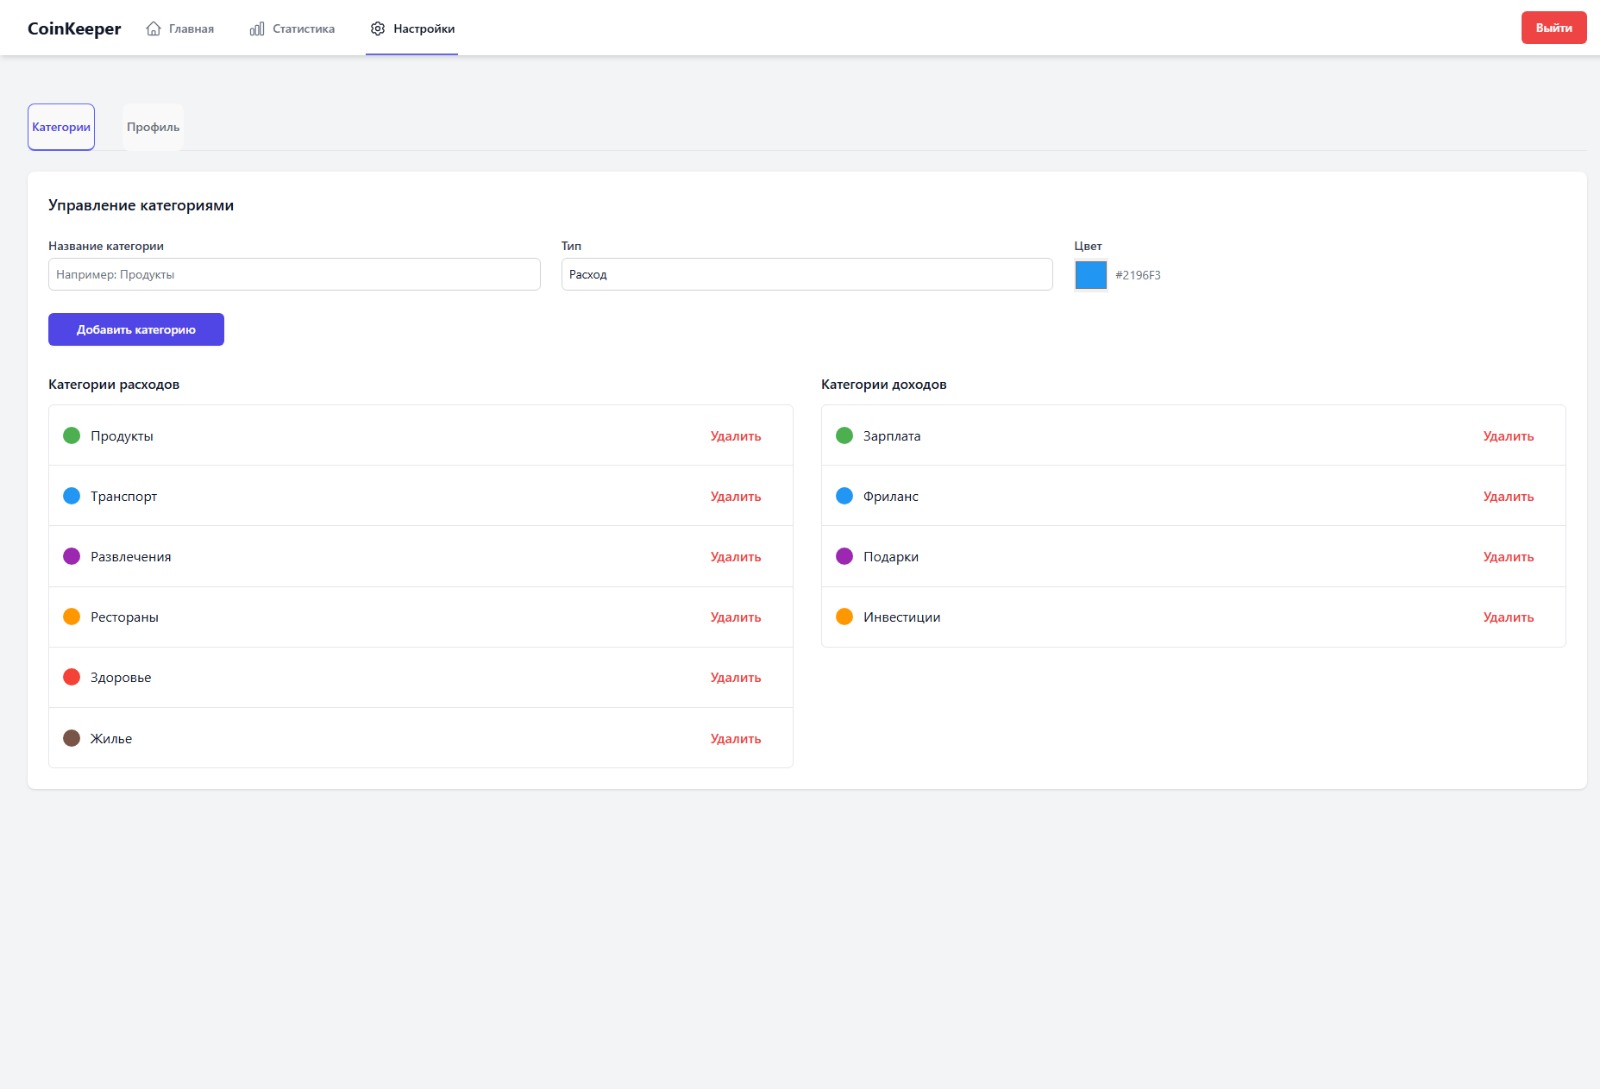 CoinKeeper Главная Статистика Настройки Выйти
Категории Профиль
Управление категориями
Название категории Тип Цвет
Например: Продукты Расход #2196F3
Добавить категорию
Категории расходов
Продукты Удалить
Транспорт Удалить
Развлечения Удалить
Рестораны Удалить
Здоровье Удалить
Жилье Удалить
Категории доходов
Зарплата Удалить
Фриланс Удалить
Подарки Удалить
Инвестиции Удалить